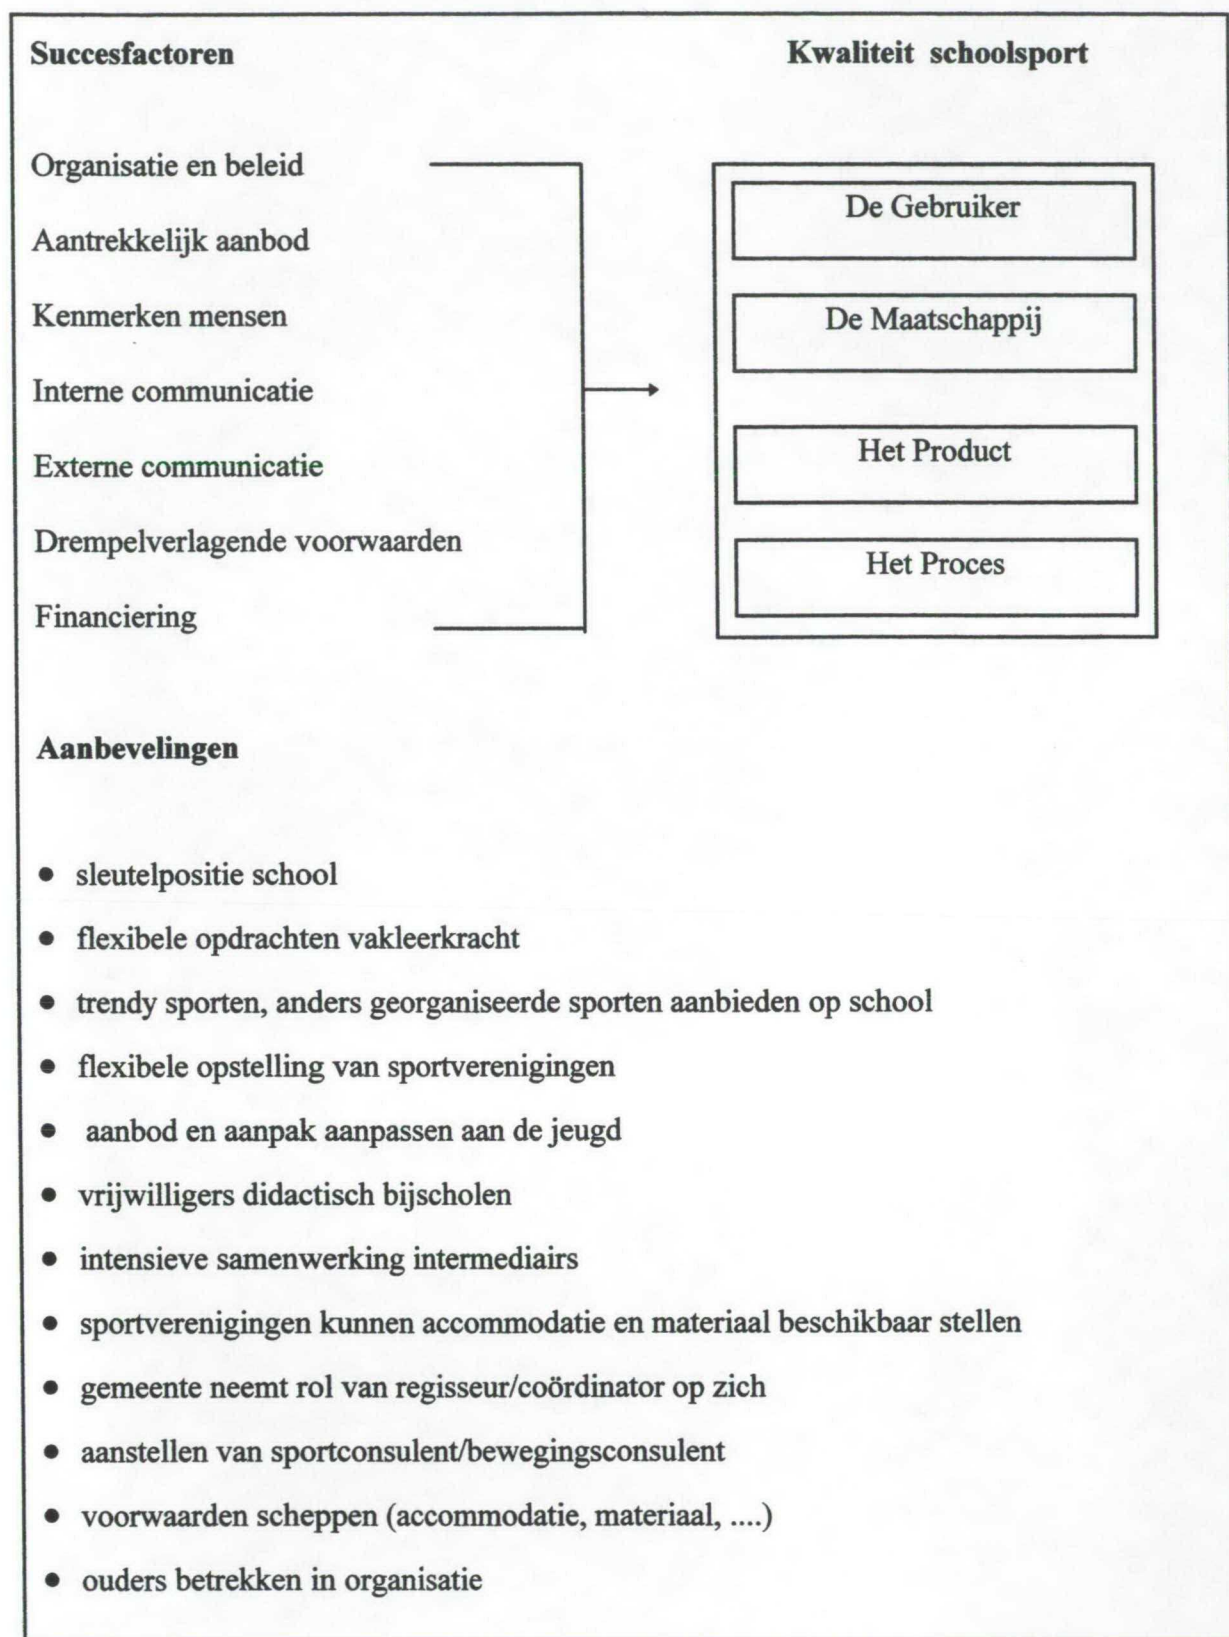 Succesfactoren
Kwaliteit schoolsport
Organisatie en beleid
Aantrekkelijk aanbod
Kenmerken mensen
Interne communicatie
Externe communicatie
Drempelverlagende voorwaarden
Financiering
De Gebruiker
De Maatschappij
Het Product
Het Proces
Aanbevelingen
• sleutelpositie school
• flexibele opdrachten vakleerkracht
• trendy sporten, anders georganiseerde sporten aanbieden op school
• flexibele opstelling van sportverenigingen
• aanbod en aanpak aanpassen aan de jeugd
• vrijwilligers didactisch bijscholen
• intensieve samenwerking intermediairs
• sportverenigingen kunnen accommodatie en materiaal beschikbaar stellen
• gemeente neemt rol van regisseur/coördinator op zich
• aanstellen van sportconsulent/bewegingsconsulent
• voorwaarden scheppen (accommodatie, materiaal, ....)
• ouders betrekken in organisatie